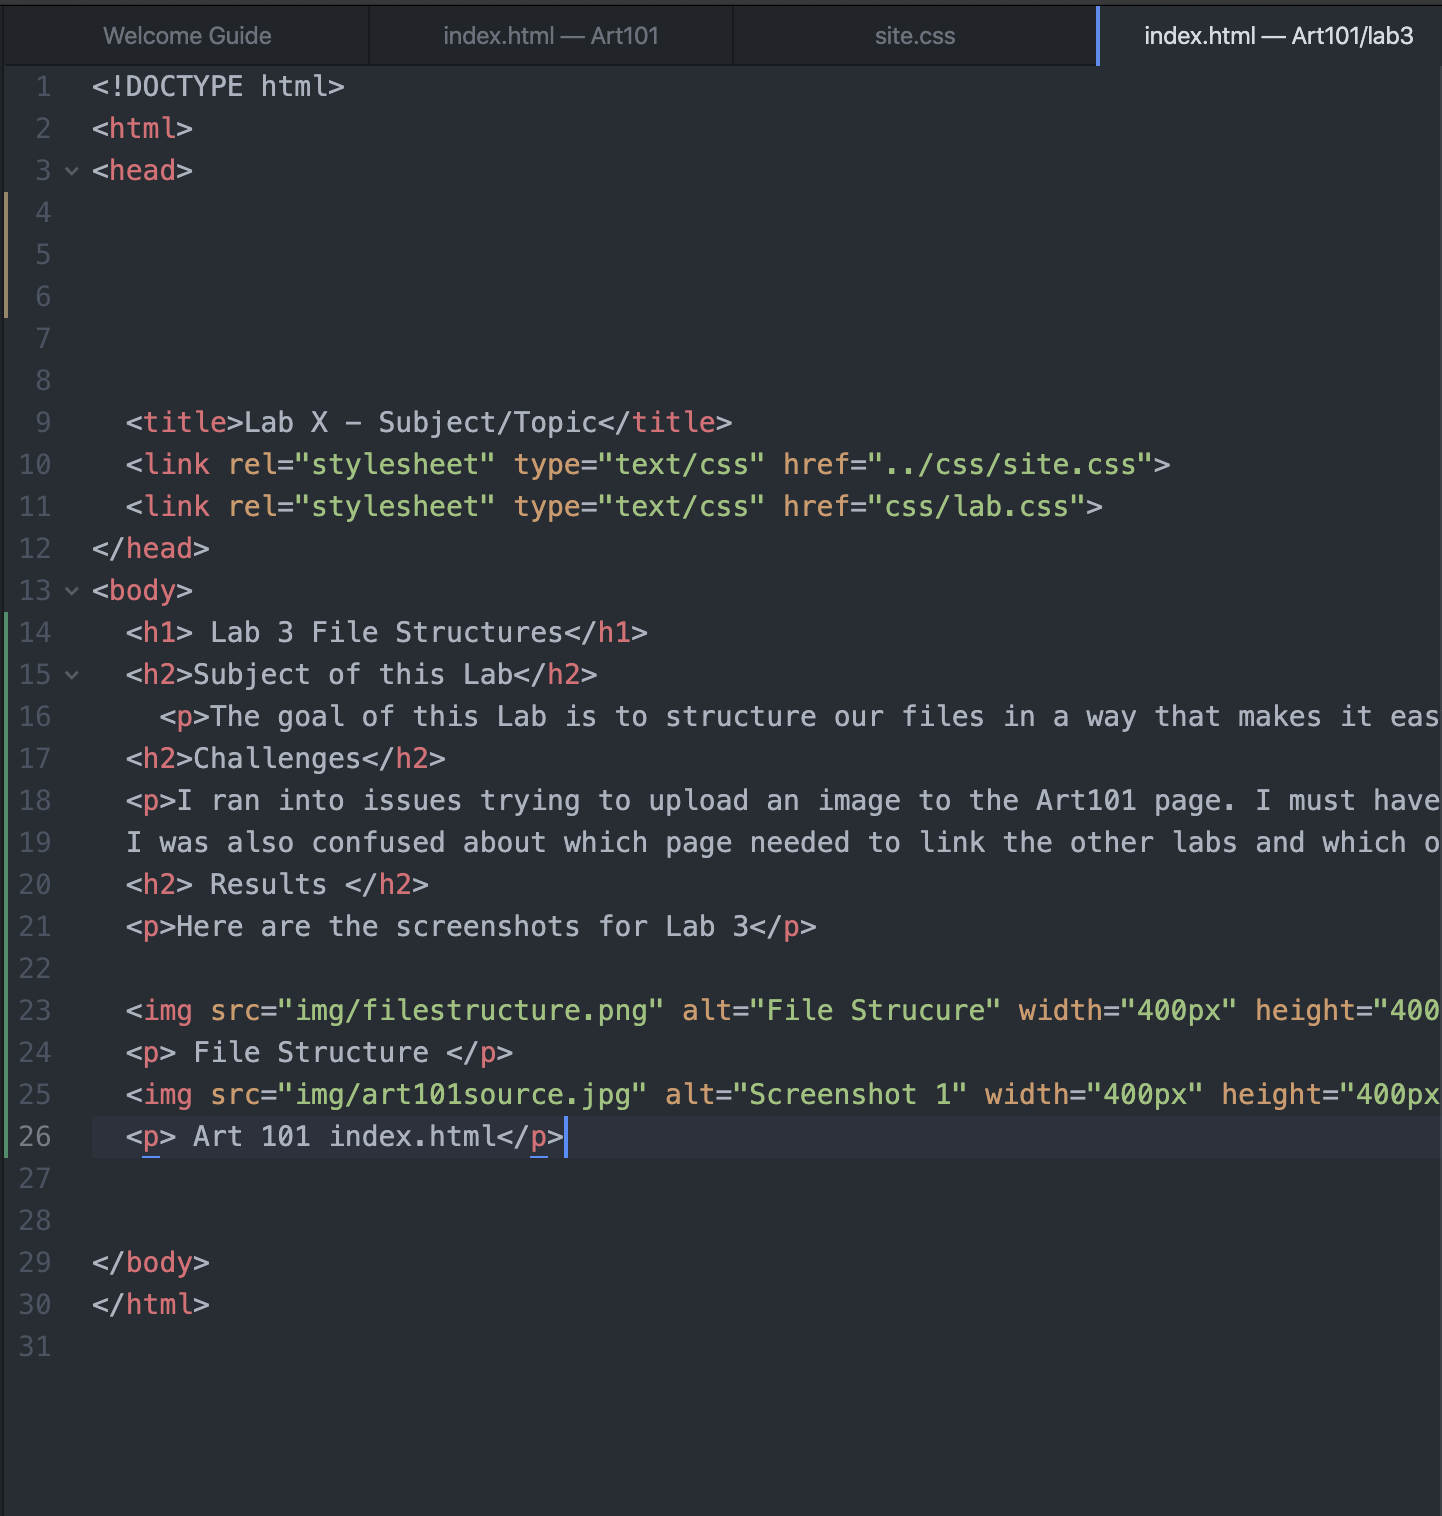 Welcome Guide
index.html — Art101
site.css
index.html — Art101/lab3
1 <!DOCTYPE html>
2 <html>
3 <head>
4
5
6
7
8
9 <title>Lab X - Subject/Topic</title>
10 <link rel="stylesheet" type="text/css" href="../css/site.css">
11 <link rel="stylesheet" type="text/css" href="css/lab.css">
12 </head>
13 <body>
14 <h1> Lab 3 File Structures</h1>
15 <h2>Subject of this Lab</h2>
16 <p>The goal of this Lab is to structure our files in a way that makes it eas
17 <h2>Challenges</h2>
18 <p>I ran into issues trying to upload an image to the Art101 page. I must have
19 I was also confused about which page needed to link the other labs and which o
20 <h2> Results </h2>
21 <p>Here are the screenshots for Lab 3</p>
22
23 <img src="img/filestructure.png" alt="File Strucure" width="400px" height="400
24 <p> File Structure </p>
25 <img src="img/art101source.jpg" alt="Screenshot 1" width="400px" height="400px
26 <p> Art 101 index.html</p>
27
28
29 </body>
30 </html>
31